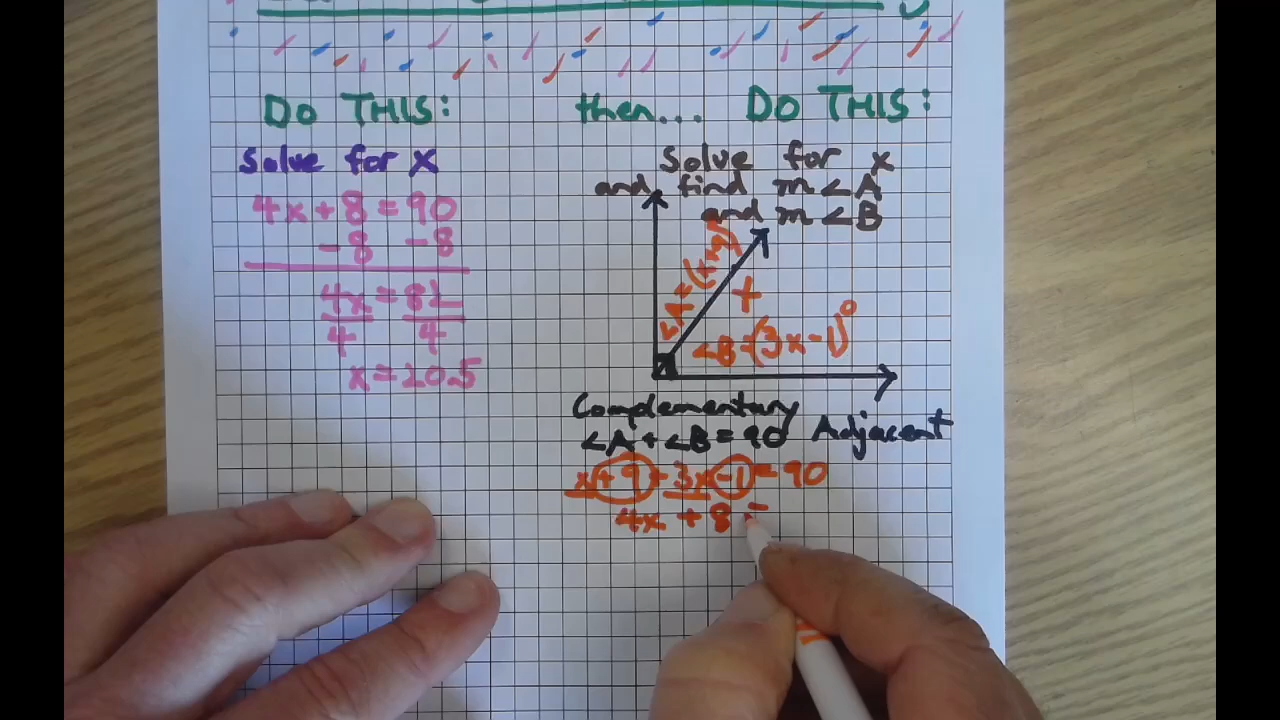 DO THIS:
Solve for X
4x + 8 = 90
-8 -8
4x = 82
4 4
x = 20.5
then... DO THIS:
Solve for x
and find m∠A
and m∠B
∠A = (x+9)
+
∠B = (3x-1)°
Complementary
∠A + ∠B = 90 Adjacent
x + 9 + 3x - 1 = 90
4x + 8 =